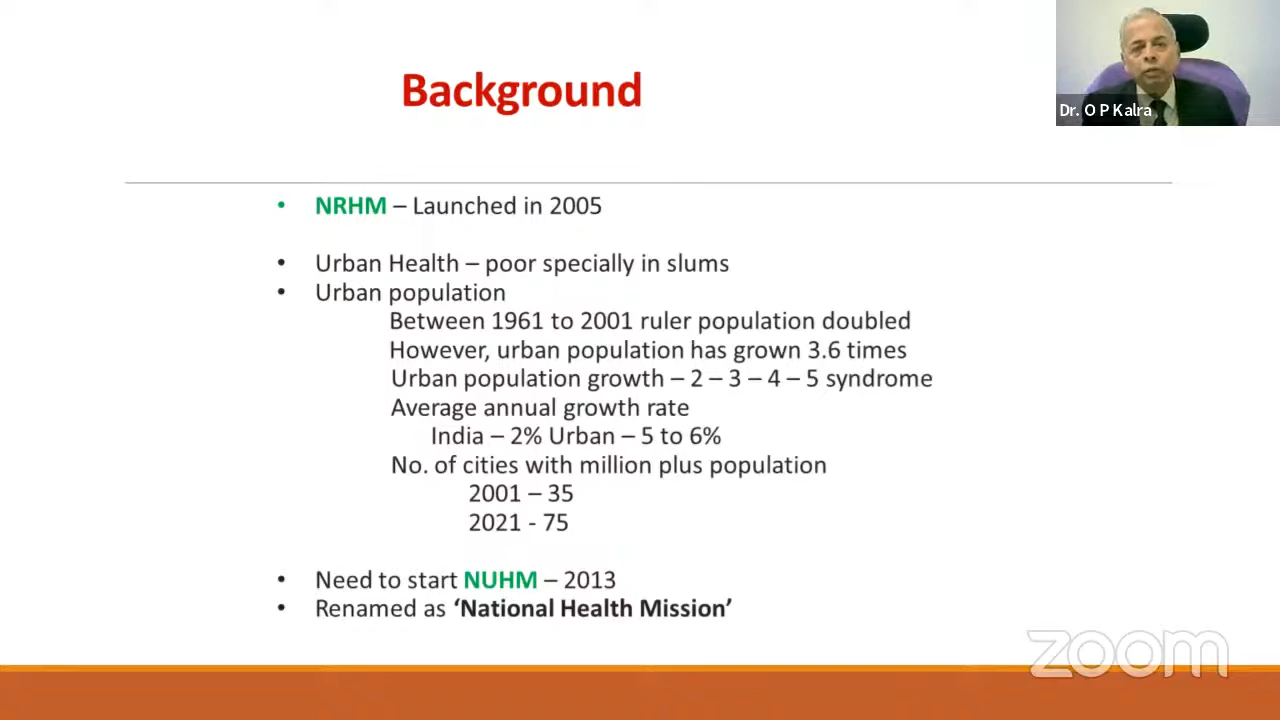 Background
Dr. O P Kalra
• NRHM – Launched in 2005
• Urban Health – poor specially in slums
• Urban population
Between 1961 to 2001 ruler population doubled
However, urban population has grown 3.6 times
Urban population growth – 2 – 3 – 4 – 5 syndrome
Average annual growth rate
India – 2% Urban – 5 to 6%
No. of cities with million plus population
2001 – 35
2021 - 75
• Need to start NUHM – 2013
• Renamed as ‘National Health Mission’
zoom